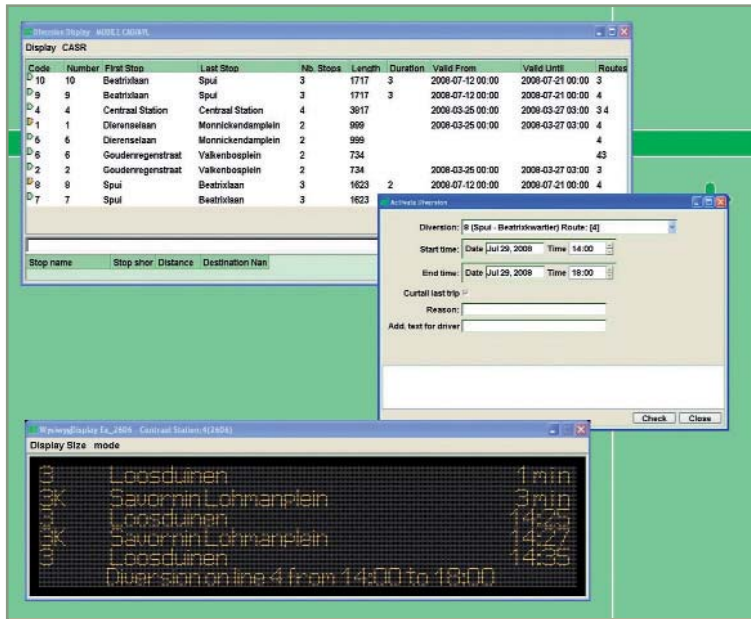 Diversion Display
Display CASR
Code Number First Stop Last Stop Nb. Stops Length Duration Valid From Valid Until Routes
D 10 10 Beatrixlaan Spui 3 1717 3 2008-07-12 00:00 2008-07-21 00:00 3
D 9 9 Beatrixlaan Spui 3 1717 3 2008-07-12 00:00 2008-07-21 00:00 4
D 4 4 Centraal Station Centraal Station 4 3917 2008-03-25 00:00 2008-03-27 03:00 3 4
D 1 1 Dierenselaan Monnickendamplein 2 999 2008-03-25 00:00 2008-03-27 03:00 4
D 5 5 Dierenselaan Monnickendamplein 2 999 4
D 6 6 Goudenregenstraat Valkenbosplein 2 734 43
D 2 2 Goudenregenstraat Valkenbosplein 2 734 2008-03-25 00:00 2008-03-27 03:00 3
D 8 8 Spui Beatrixlaan 3 1623 2 2008-07-12 00:00 2008-07-21 00:00 4
D 7 7 Spui Beatrixlaan 3 1623
Stop name Stop shor Distance Destination Nan
Activate Diversion
Diversion: 8 (Spui - Beatrixkwartier) Route: [4]
Start time: Date Jul 29, 2008 Time 14:00
End time: Date Jul 29, 2008 Time 18:00
Curtail last trip
Reason:
Add. text for driver
Check Close
WysiwygDisplay Ea_2606 - Centraal Station:4(2606)
Display Size mode
3 Loosduinen 1 min
3K Savornin Lohmanplein 3 min
3 Loosduinen 14:25
3K Savornin Lohmanplein 14:27
3 Loosduinen 14:35
Diversion on line 4 from 14:00 to 18:00